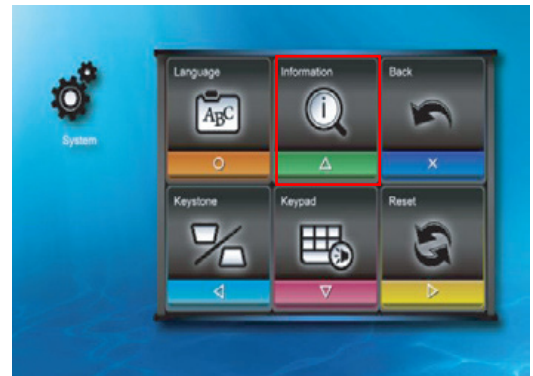 Language
Information
Back
ABC
i
System
Keystone
Keypad
Reset